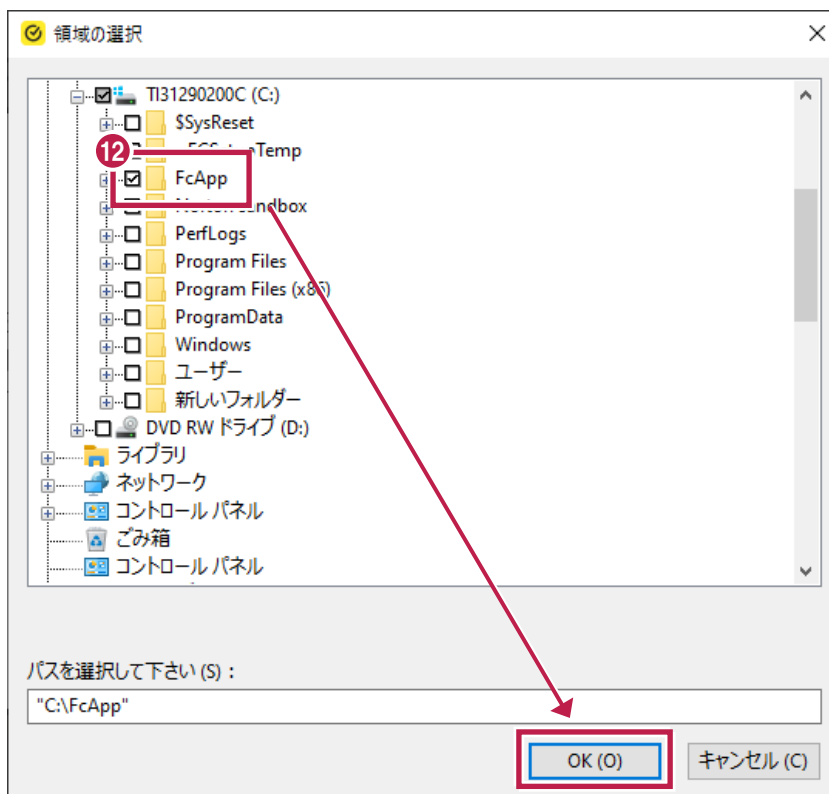 領域の選択
TI31290200C (C:)
$SysReset
Temp
⑫
FcApp
PerfLogs
Program Files
Program Files (x86)
ProgramData
Windows
ユーザー
新しいフォルダー
DVD RW ドライブ (D:)
ライブラリ
ネットワーク
コントロール パネル
ごみ箱
コントロール パネル
パスを選択して下さい (S) :
"C:\FcApp"
OK (O)
キャンセル (C)